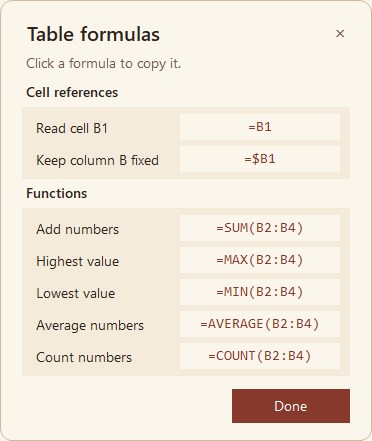 Table formulas
×
Click a formula to copy it.
Cell references
Read cell B1 =B1
Keep column B fixed =$B1
Functions
Add numbers =SUM(B2:B4)
Highest value =MAX(B2:B4)
Lowest value =MIN(B2:B4)
Average numbers =AVERAGE(B2:B4)
Count numbers =COUNT(B2:B4)
Done